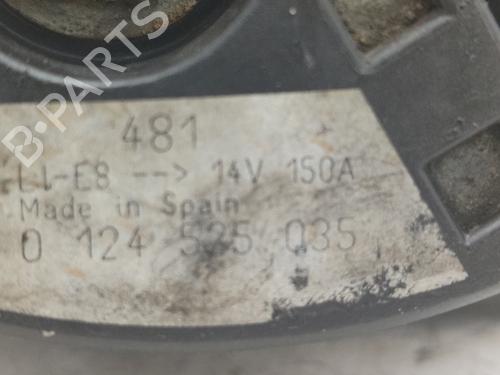 B-PARTS
481
LI-E8 --> 14V 150A
Made in Spain
0 124 525 035